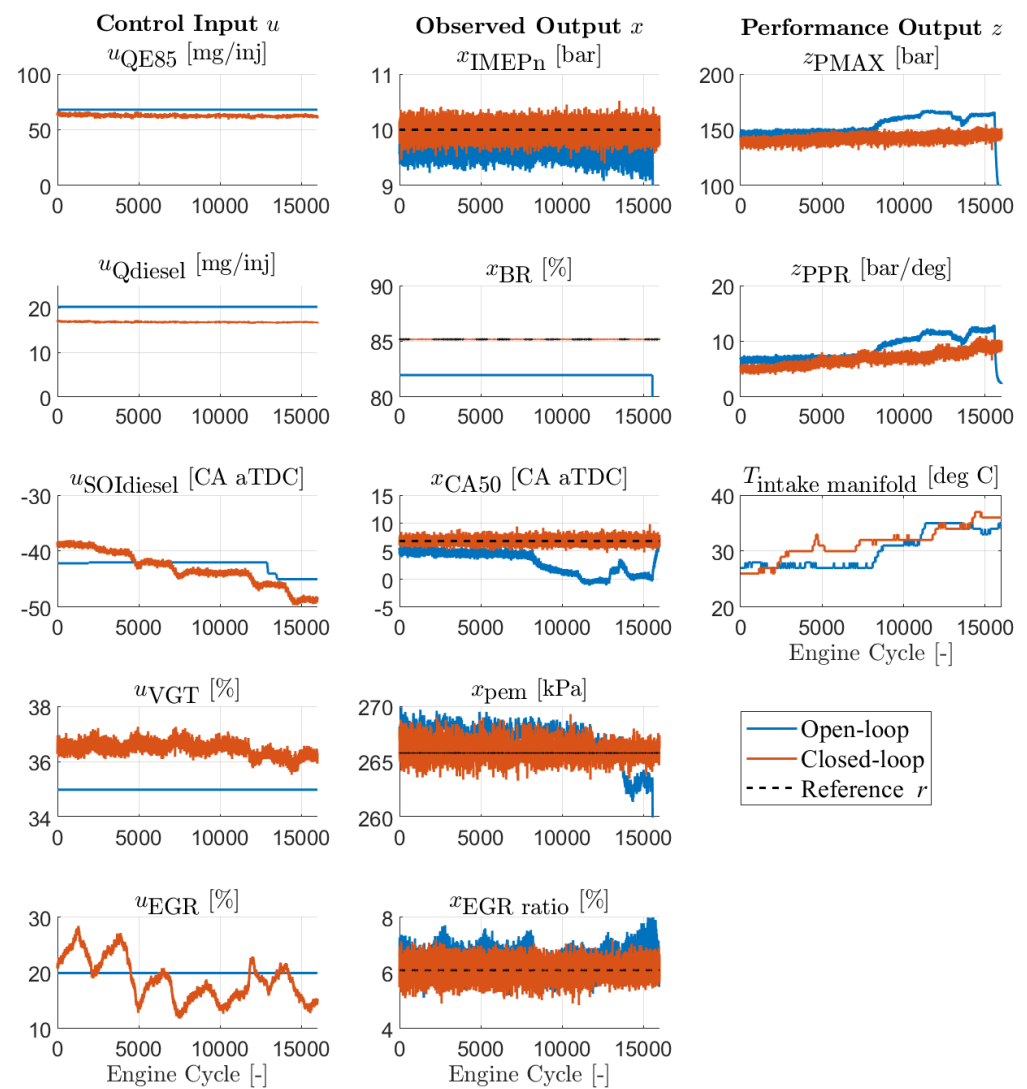 Control Input u
Observed Output x
Performance Output z
uQE85 [mg/inj]
xIMEPn [bar]
zPMAX [bar]
100
50
0
0 5000 10000 15000
11
10
9
0 5000 10000 15000
200
150
100
0 5000 10000 15000
uQdiesel [mg/inj]
xBR [%]
zPPR [bar/deg]
20
10
0
0 5000 10000 15000
90
85
80
0 5000 10000 15000
20
10
0
0 5000 10000 15000
uSOIdiesel [CA aTDC]
xCA50 [CA aTDC]
Tintake manifold [deg C]
-30
-40
-50
0 5000 10000 15000
15
10
5
0
-5
0 5000 10000 15000
40
30
20
0 5000 10000 15000
Engine Cycle [-]
uVGT [%]
xpem [kPa]
38
36
34
0 5000 10000 15000
270
265
260
0 5000 10000 15000
Open-loop
Closed-loop
Reference r
uEGR [%]
xEGR ratio [%]
30
20
10
0 5000 10000 15000
Engine Cycle [-]
8
6
4
0 5000 10000 15000
Engine Cycle [-]